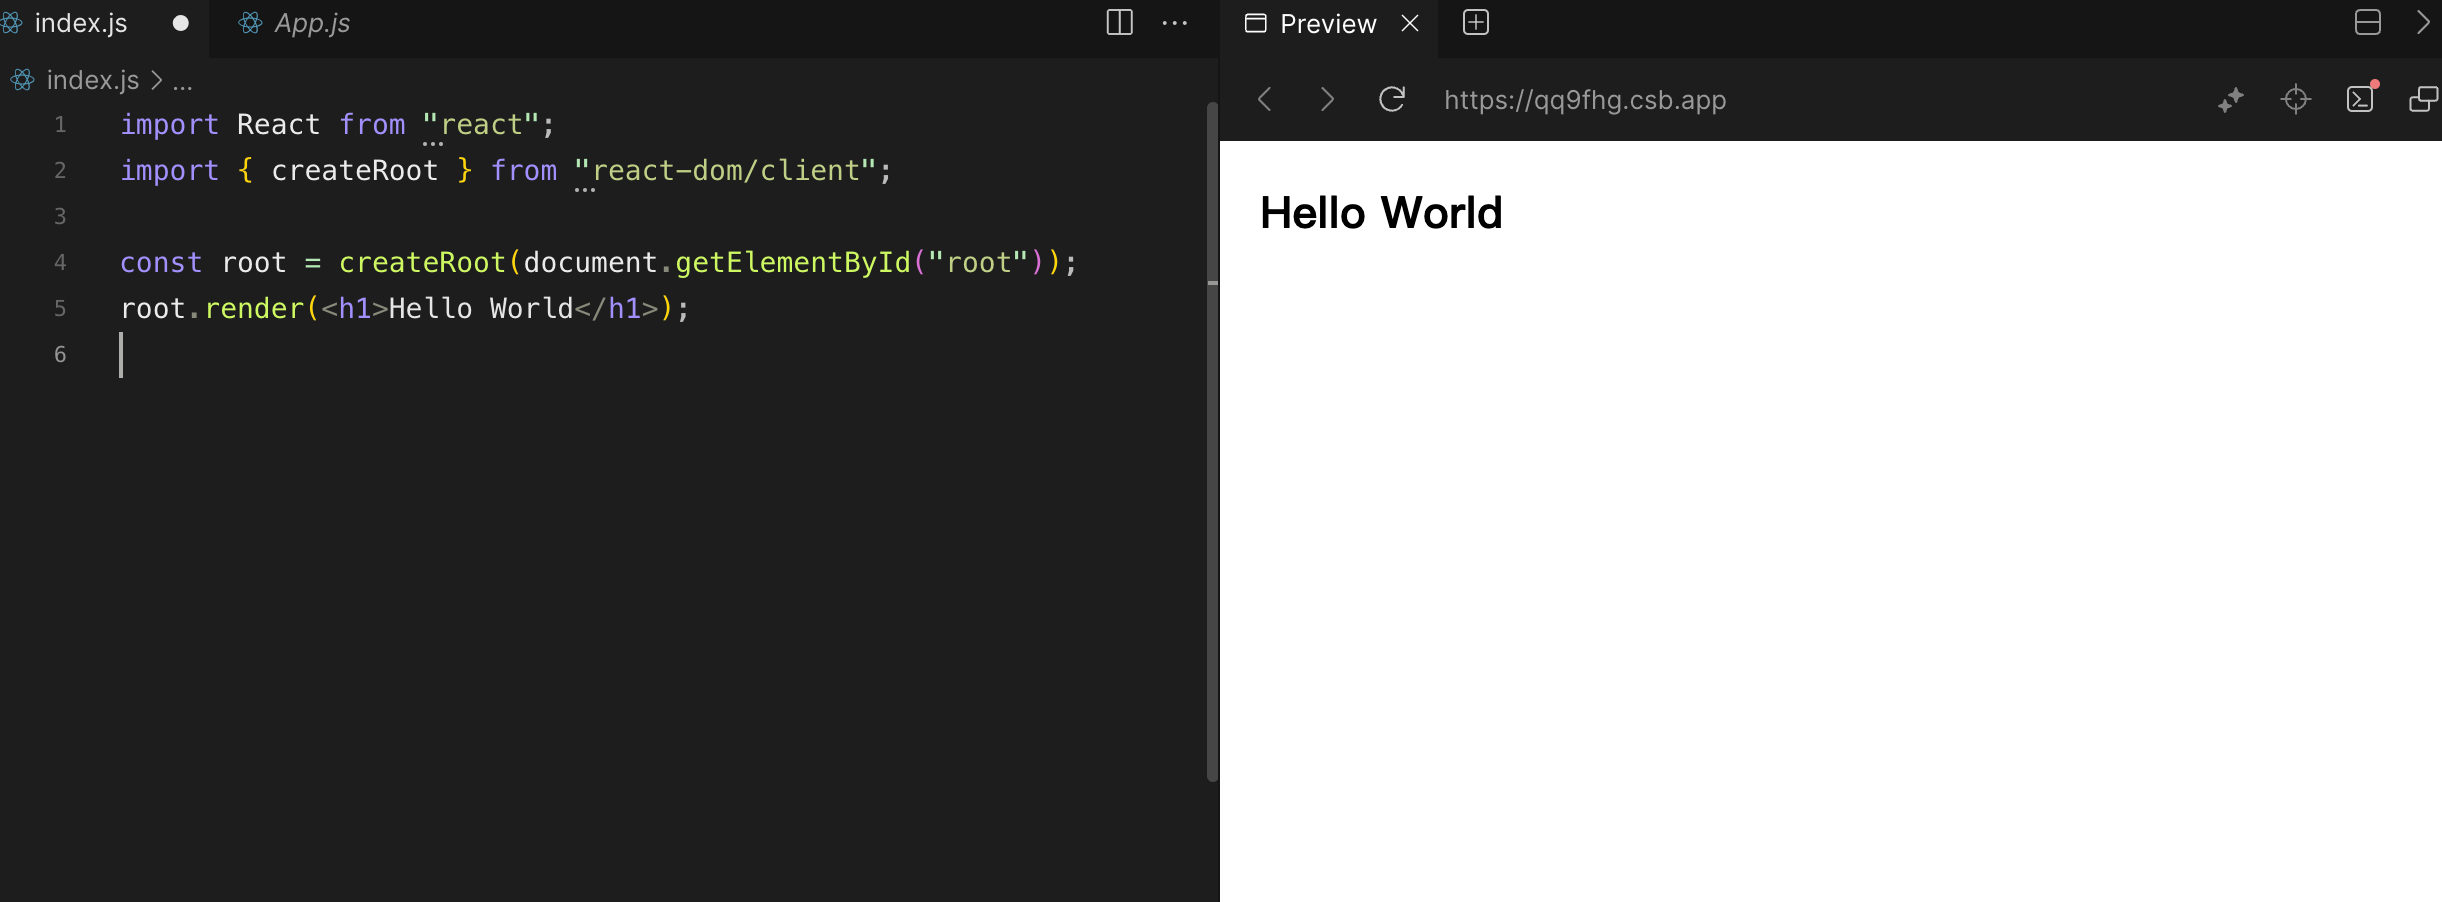 index.js
App.js
Preview
index.js > ...
https://qq9fhg.csb.app
1 import React from "react";
2 import { createRoot } from "react-dom/client";
3
4 const root = createRoot(document.getElementById("root"));
5 root.render(<h1>Hello World</h1>);
6
Hello World